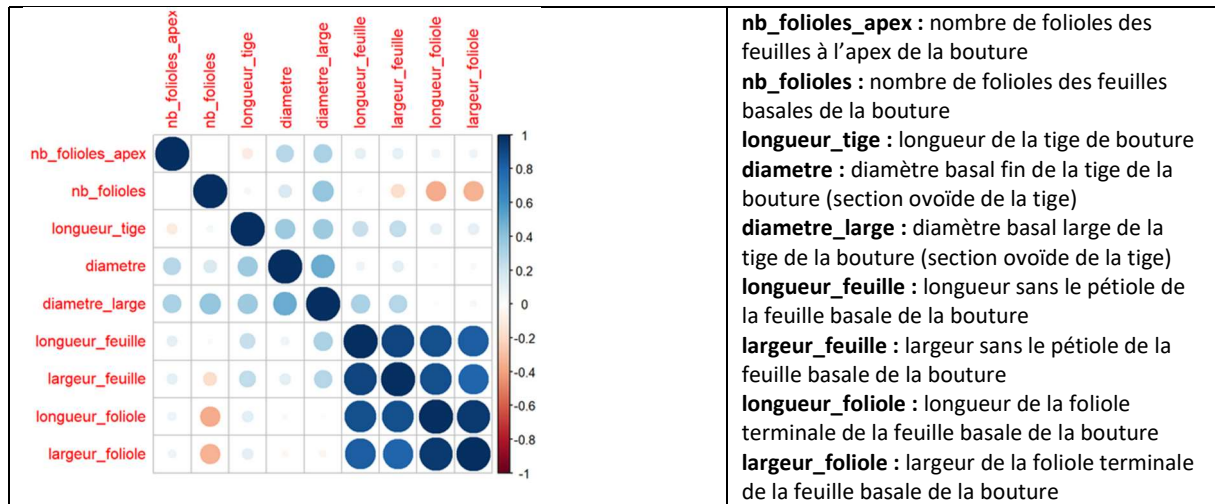 nb_folioles_apex
nb_folioles
longueur_tige
diametre
diametre_large
longueur_feuille
largeur_feuille
longueur_foliole
largeur_foliole
nb_folioles_apex
nb_folioles
longueur_tige
diametre
diametre_large
longueur_feuille
largeur_feuille
longueur_foliole
largeur_foliole
1
0.8
0.6
0.4
0.2
0
-0.2
-0.4
-0.6
-0.8
-1
nb_folioles_apex : nombre de folioles des
feuilles à l’apex de la bouture
nb_folioles : nombre de folioles des feuilles
basales de la bouture
longueur_tige : longueur de la tige de bouture
diametre : diamètre basal fin de la tige de la
bouture (section ovoïde de la tige)
diametre_large : diamètre basal large de la
tige de la bouture (section ovoïde de la tige)
longueur_feuille : longueur sans le pétiole de
la feuille basale de la bouture
largeur_feuille : largeur sans le pétiole de la
feuille basale de la bouture
longueur_foliole : longueur de la foliole
terminale de la feuille basale de la bouture
largeur_foliole : largeur de la foliole terminale
de la feuille basale de la bouture